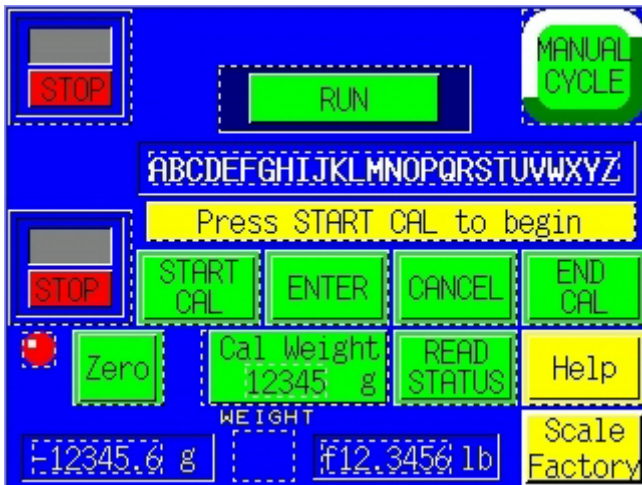 MANUAL
CYCLE
STOP
RUN
ABCDEFGHIJKLMNOPQRSTUVWXYZ
Press START CAL to begin
STOP
START
CAL
ENTER
CANCEL
END
CAL
Zero
Cal Weight
12345 g
READ
STATUS
Help
WEIGHT
-12345.6 g
f12.3456 lb
Scale
Factory